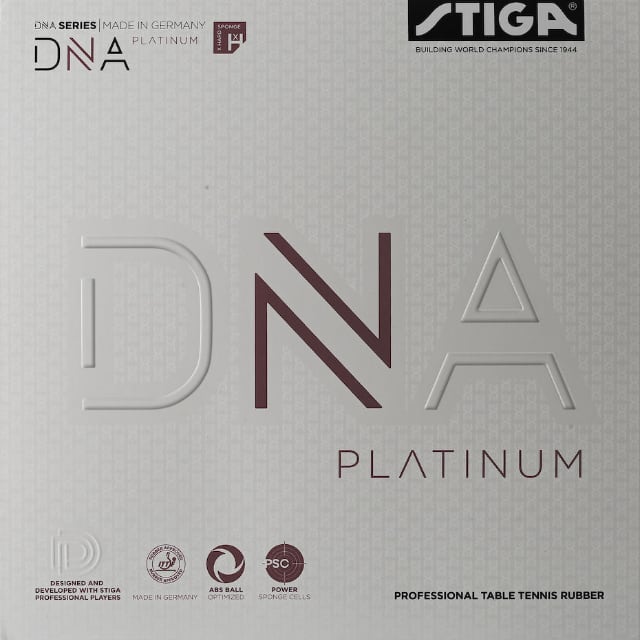 DNA SERIES | MADE IN GERMANY
DNA PLATINUM
X HARD SPONGE XH
STIGA®
BUILDING WORLD CHAMPIONS SINCE 1944
DNA
PLATINUM
DESIGNED AND
DEVELOPED WITH STIGA
PROFESSIONAL PLAYERS
ITTF
MADE IN GERMANY
ABS BALL
OPTIMIZED
PSC
POWER
SPONGE CELLS
PROFESSIONAL TABLE TENNIS RUBBER